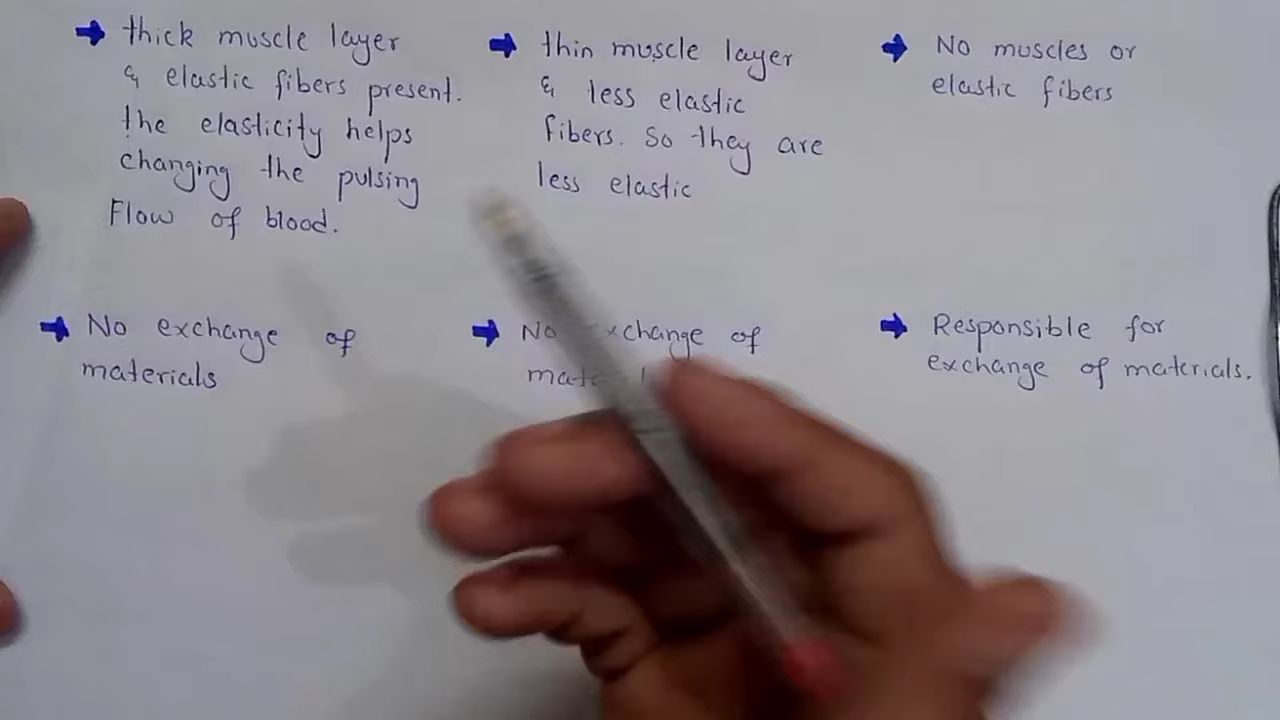 thick muscle layer
& elastic fibers present.
the elasticity helps
changing the pulsing
Flow of blood.
thin muscle layer
& less elastic
Fibers. So they are
less elastic
No muscles or
elastic fibers
No exchange of
materials
No of
Responsible for
exchange of materials.